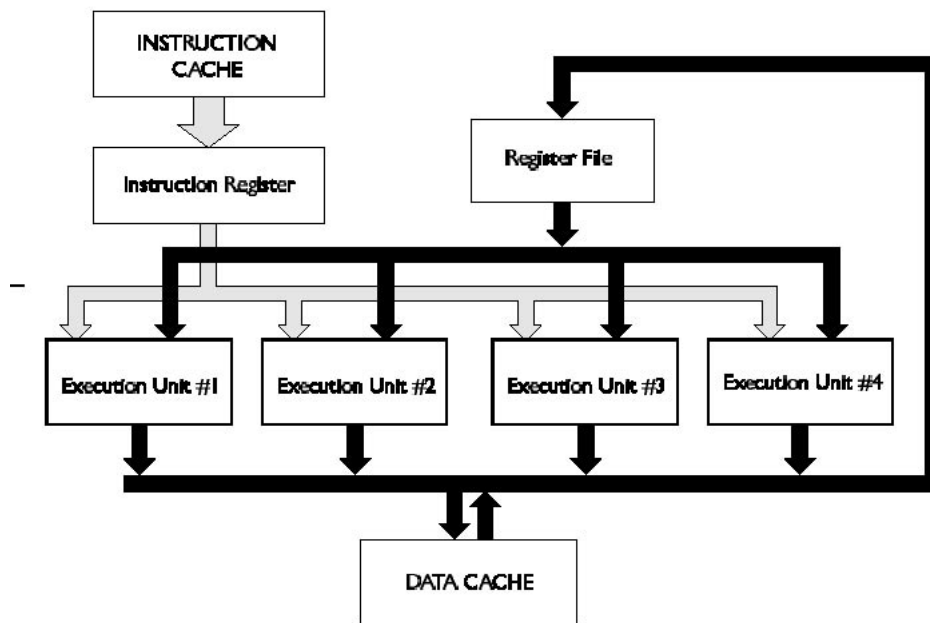 INSTRUCTION
CACHE
Register File
Instruction Register
Execution Unit #1
Execution Unit #2
Execution Unit #3
Execution Unit #4
DATA CACHE